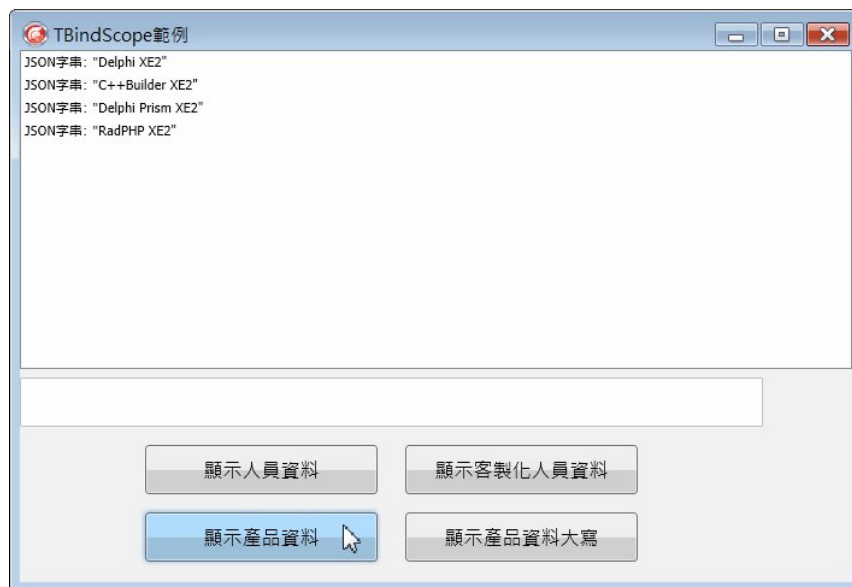 TBindScope範例
JSON字串: "Delphi XE2"
JSON字串: "C++Builder XE2"
JSON字串: "Delphi Prism XE2"
JSON字串: "RadPHP XE2"
顯示人員資料
顯示客製化人員資料
顯示產品資料
顯示產品資料大寫